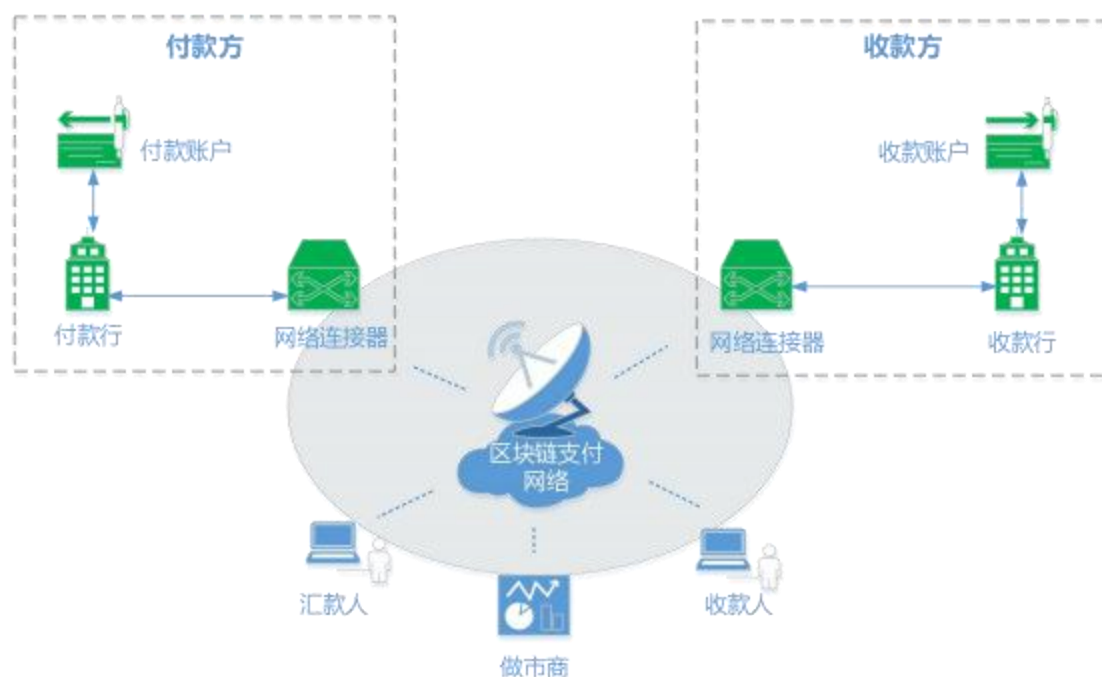 付款方
收款方
付款账户
收款账户
付款行
网络连接器
网络连接器
收款行
区块链支付
网络
汇款人
收款人
做市商